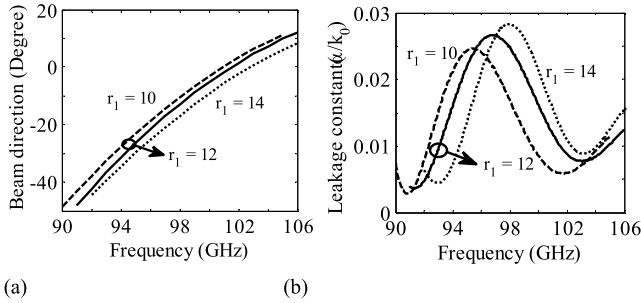 Beam direction (Degree)
20
0
-20
-40
r1 = 10
r1 = 14
r1 = 12
90 94 98 102 106
Frequency (GHz)
(a)
Leakage constant(α/k0)
0.03
0.02
0.01
0
r1 = 10
r1 = 14
r1 = 12
90 94 98 102 106
Frequency (GHz)
(b)